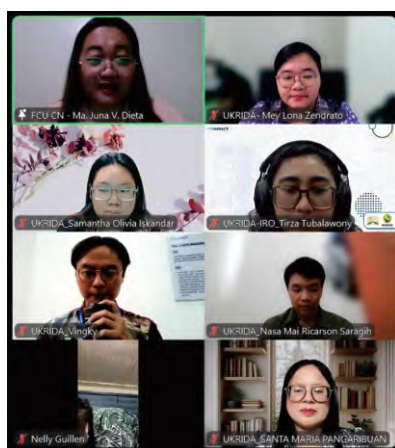 FCU CN - Ma. Juna V. Dieta
UKRIDA- Mey Lona Zendrato
UKRIDA_Samantha Olivia Iskandar
UKRIDA-IRO_Tirza Tubalawony
UKRIDA_Vingky
UKRIDA_Nasa Mai Ricarson Saragih
Nelly Guillen
UKRIDA_SANTA MARIA PANGARIBUAN